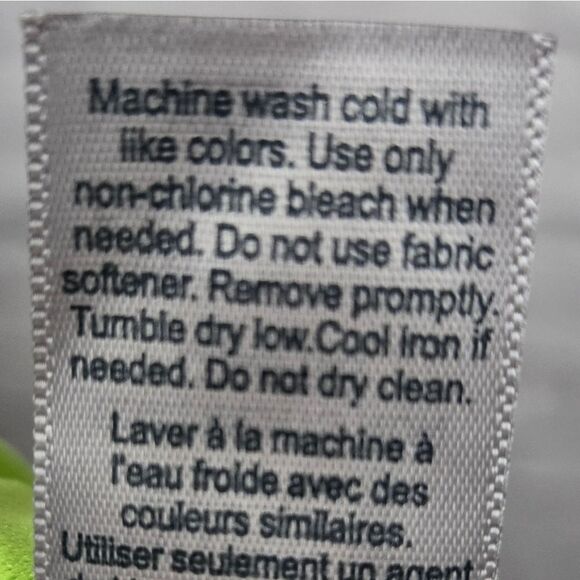 Machine wash cold with
like colors. Use only
non-chlorine bleach when
needed. Do not use fabric
softener. Remove promptly.
Tumble dry low.Cool iron if
needed. Do not dry clean.
Laver à la machine à
l'eau froide avec des
couleurs similaires.
Utiliser seulement un agent